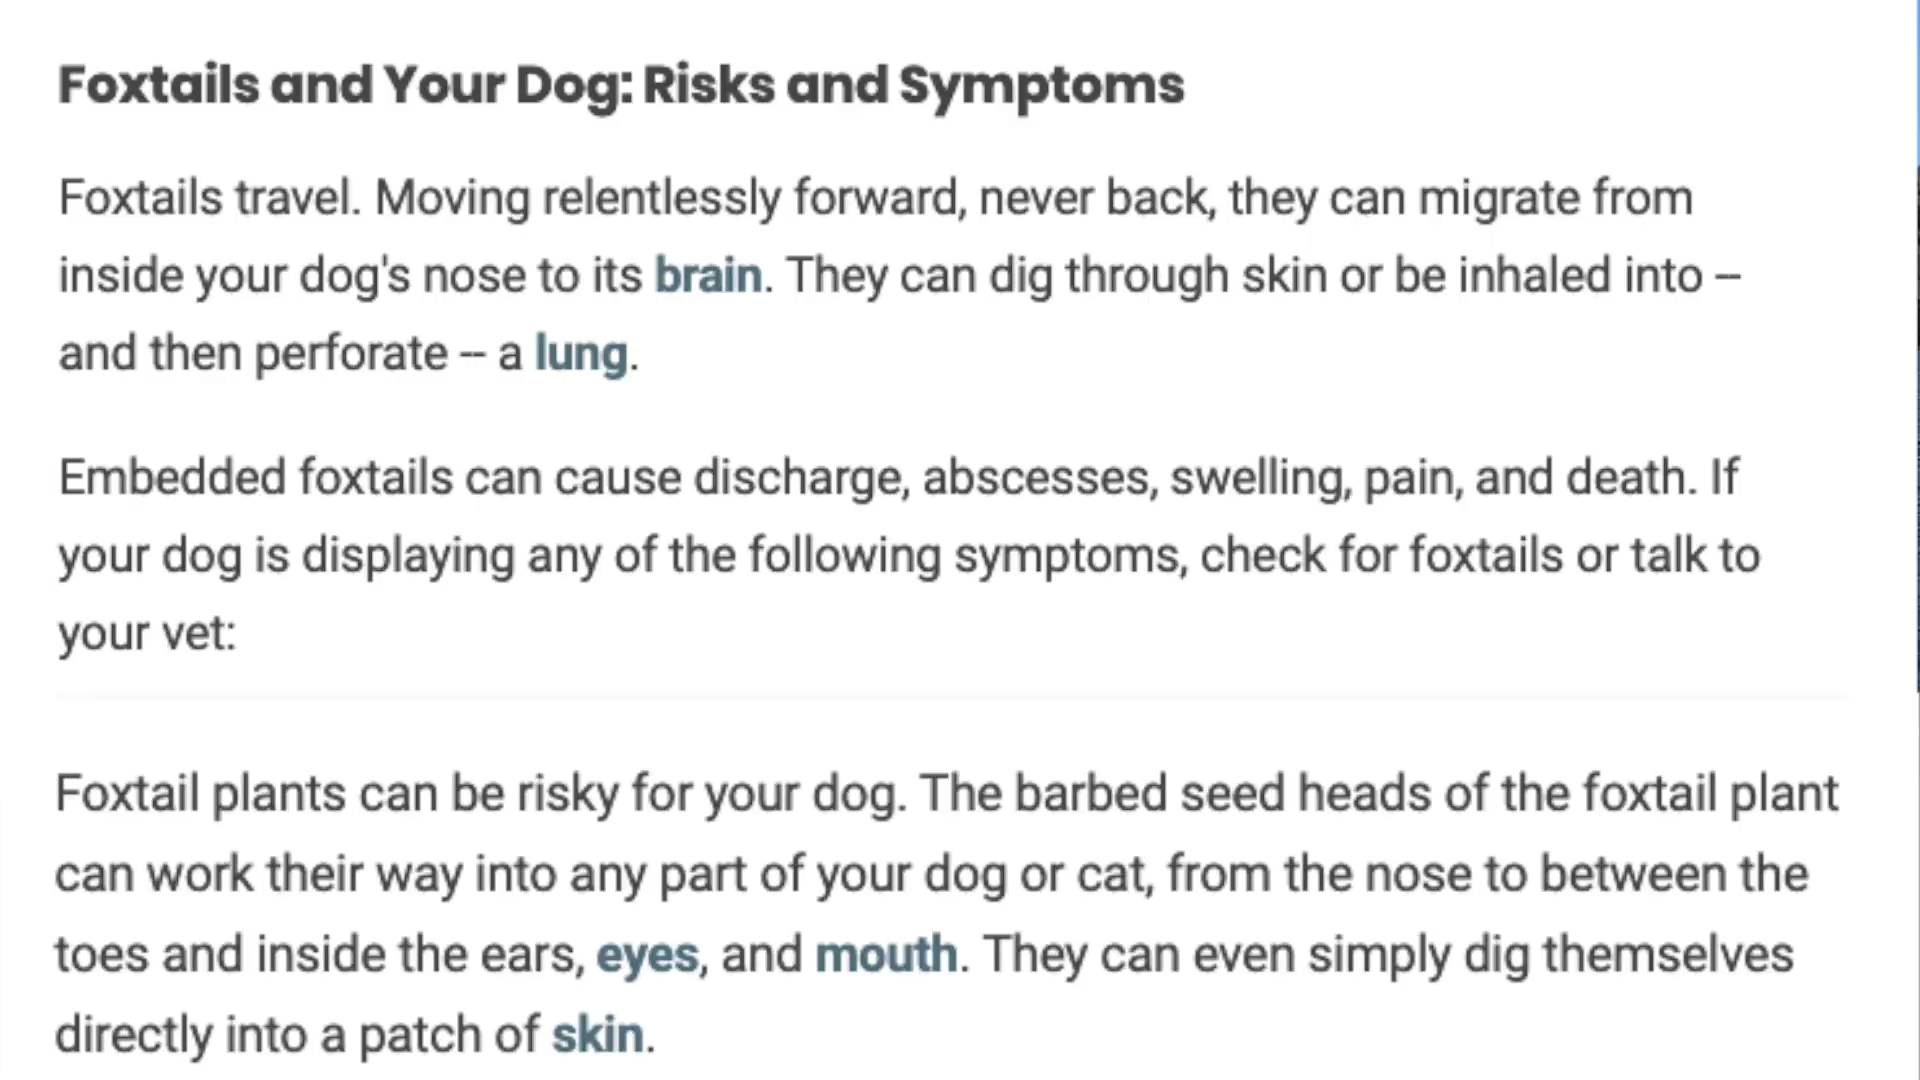 Foxtails and Your Dog: Risks and Symptoms
Foxtails travel. Moving relentlessly forward, never back, they can migrate from
inside your dog's nose to its brain. They can dig through skin or be inhaled into –
and then perforate – a lung.
Embedded foxtails can cause discharge, abscesses, swelling, pain, and death. If
your dog is displaying any of the following symptoms, check for foxtails or talk to
your vet:
Foxtail plants can be risky for your dog. The barbed seed heads of the foxtail plant
can work their way into any part of your dog or cat, from the nose to between the
toes and inside the ears, eyes, and mouth. They can even simply dig themselves
directly into a patch of skin.